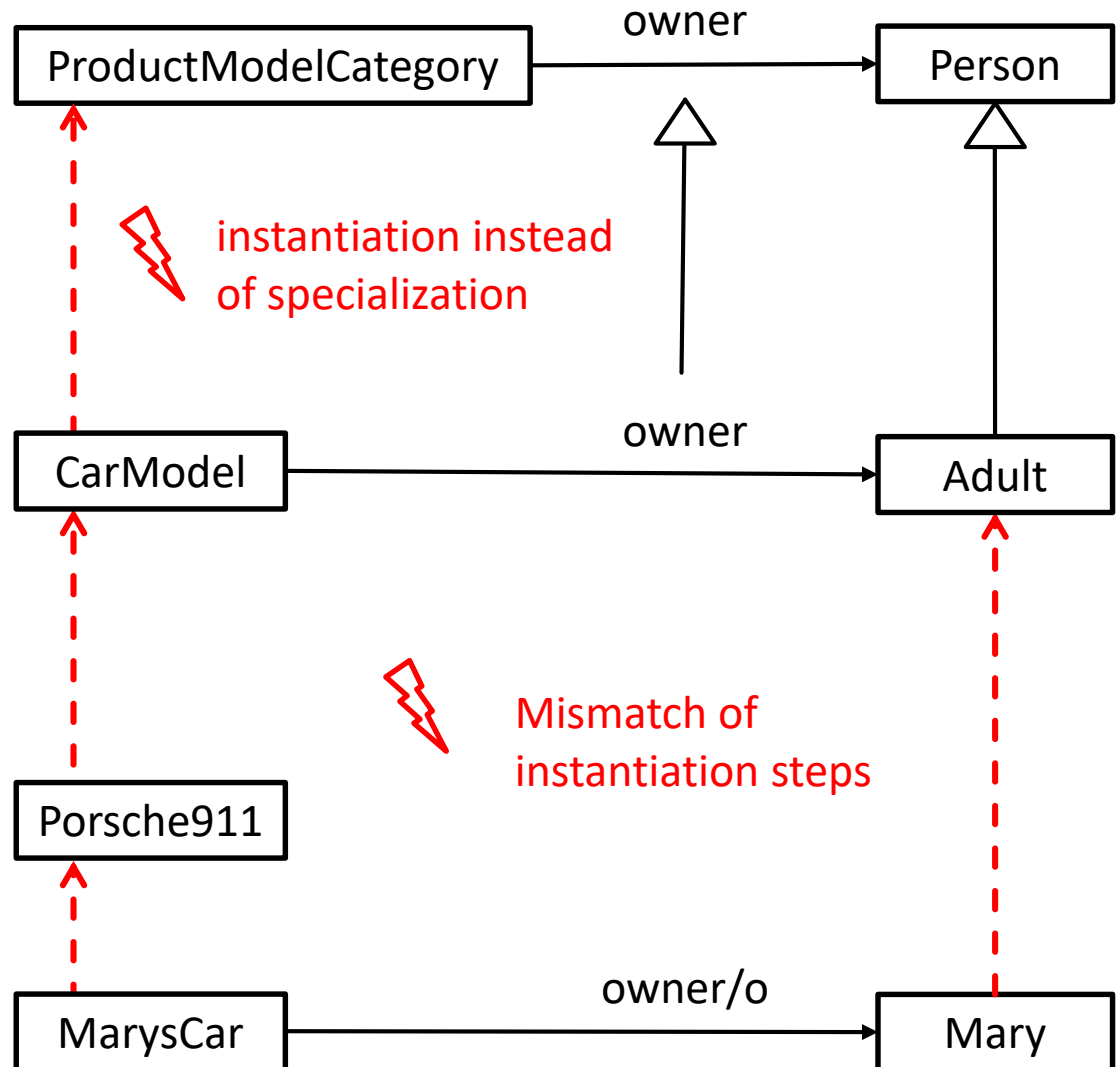 owner
ProductModelCategory
Person
instantiation instead
of specialization
owner
CarModel
Adult
Mismatch of
instantiation steps
Porsche911
owner/o
MarysCar
Mary